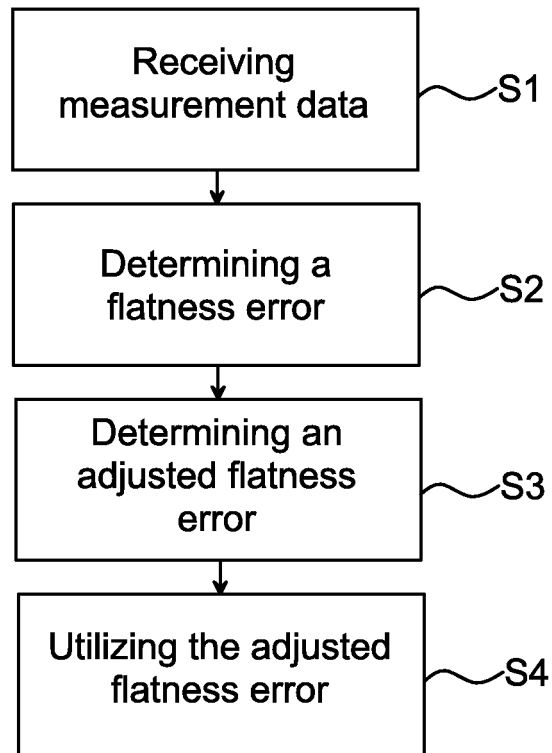 Receiving
measurement data
S1
Determining a
flatness error
S2
Determining an
adjusted flatness
error
S3
Utilizing the adjusted
flatness error
S4